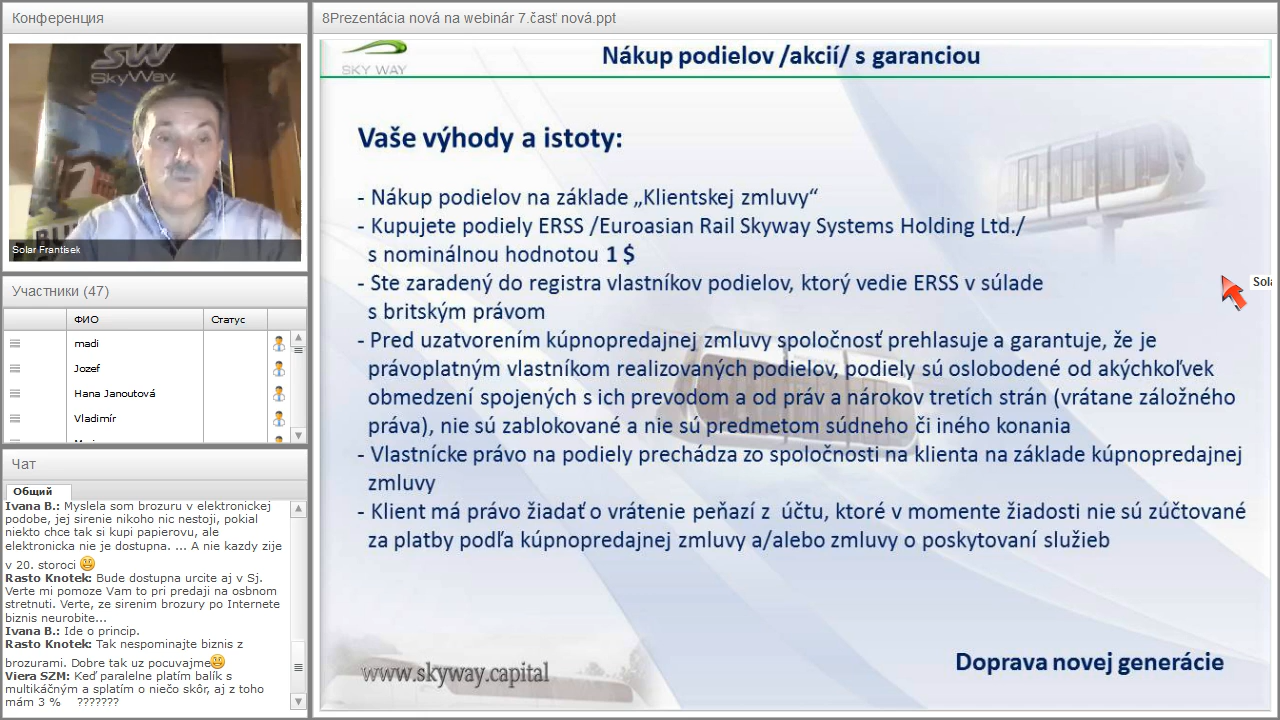 Конференция
SW
SkyWay
Solar Frantisek
Участники (47)
ФИО
Статус
madi
Jozef
Hana Janoutová
Vladimír
Чат
Общий
Ivana B.: Myslela som brozuru v elektronickej
podobe, jej sirenie nikoho nic nestoji, pokial
niekto chce tak si kupi papierovu, ale
elektronicka nie je dostupna. ... A nie kazdy zije
v 20. storoci
Rasto Knotek: Bude dostupna urcite aj v Sj.
Verte mi pomoze Vam to pri predaji na osbnom
stretnuti. Verte, ze sirenim brozury po Internete
biznis neurobite...
Ivana B.: Ide o princip.
Rasto Knotek: Tak nespominajte biznis z
brozurami. Dobre tak uz pocuvajme
Viera SZM: Keď paralelne platím balík s
multikáčným a splatím o niečo skôr, aj z toho
mám 3 % ???????
8Prezentácia nová na webinár 7.časť nová.ppt
SKY WAY
Nákup podielov /akcií/ s garanciou
Vaše výhody a istoty:
- Nákup podielov na základe „Klientskej zmluvy“
- Kupujete podiely ERSS /Euroasian Rail Skyway Systems Holding Ltd./
s nominálnou hodnotou 1 $
- Ste zaradený do registra vlastníkov podielov, ktorý vedie ERSS v súlade
s britským právom
- Pred uzatvorením kúpnopredajnej zmluvy spoločnosť prehlasuje a garantuje, že je
právoplatným vlastníkom realizovaných podielov, podiely sú oslobodené od akýchkoľvek
obmedzení spojených s ich prevodom a od práv a nárokov tretích strán (vrátane záložného
práva), nie sú zablokované a nie sú predmetom súdneho či iného konania
- Vlastnícke právo na podiely prechádza zo spoločnosti na klienta na základe kúpnopredajnej
zmluvy
- Klient má právo žiadať o vrátenie peňazí z účtu, ktoré v momente žiadosti nie sú zúčtované
za platby podľa kúpnopredajnej zmluvy a/alebo zmluvy o poskytovaní služieb
Sola
www.skyway.capital
Doprava novej generácie